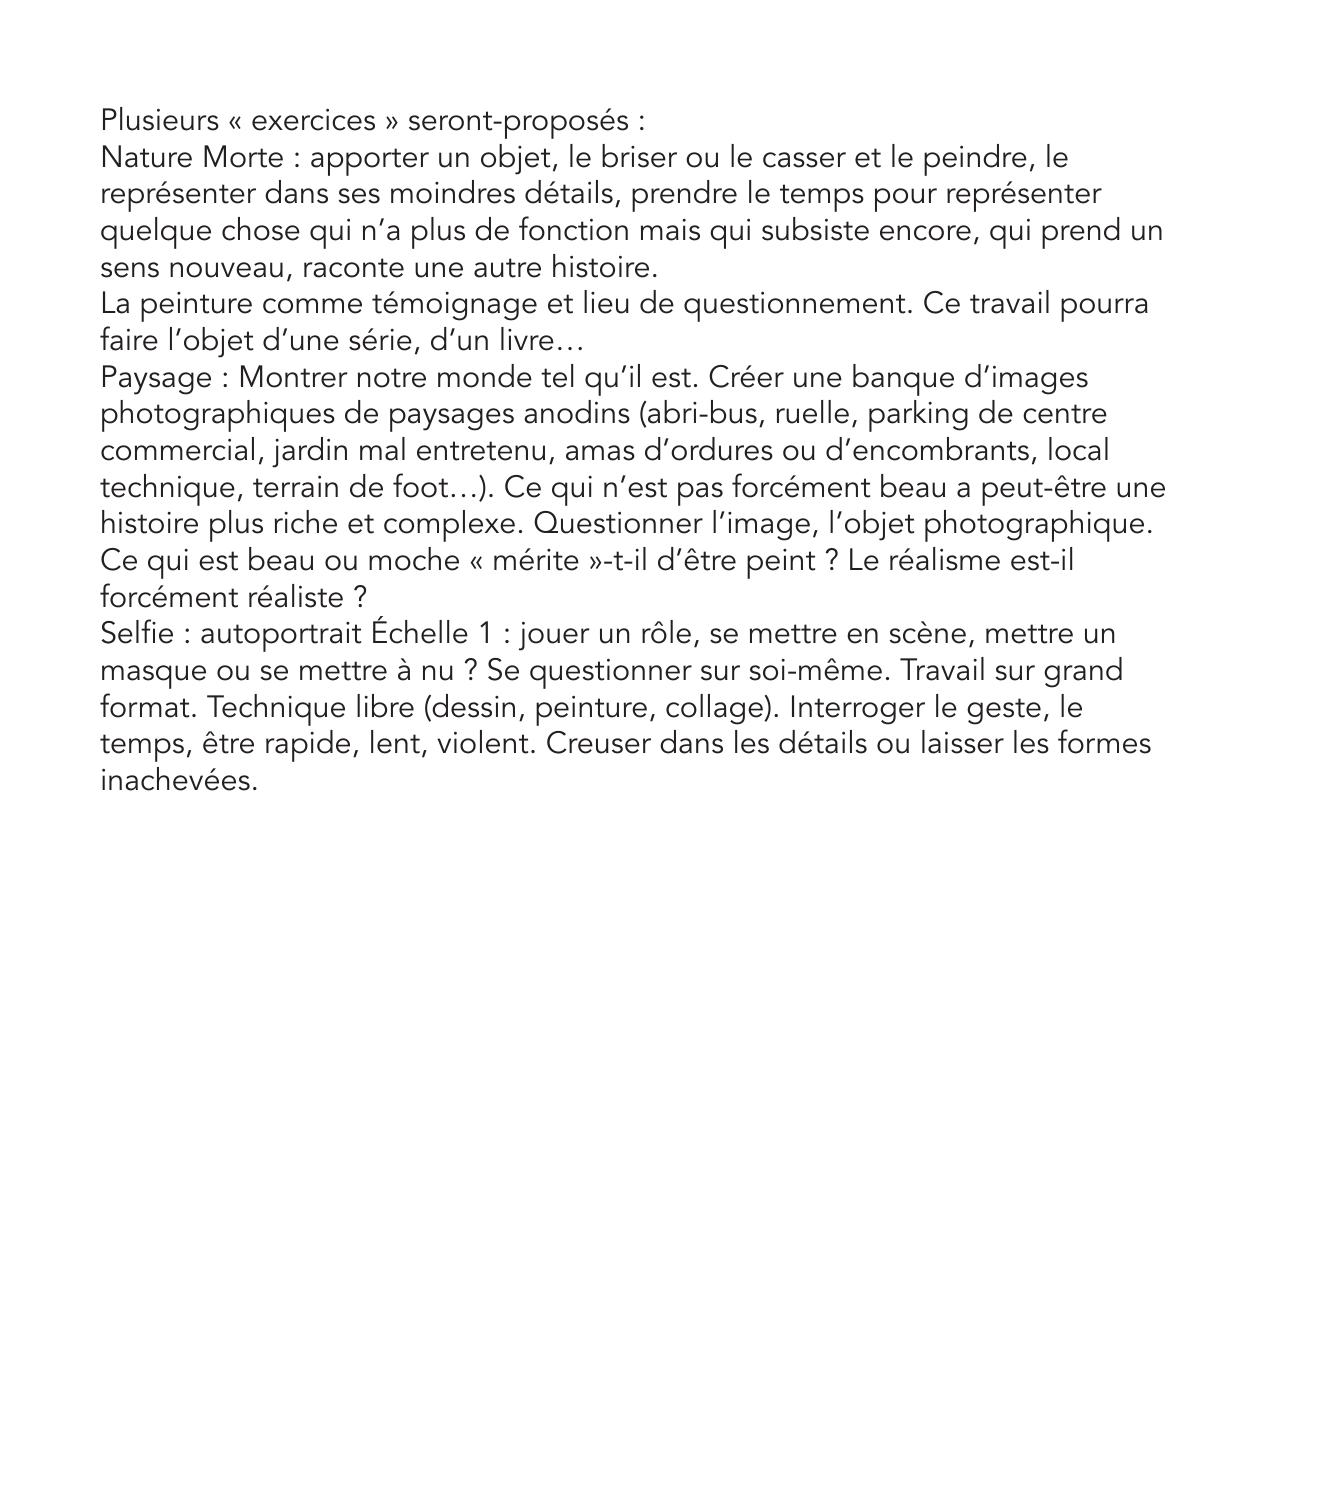 Plusieurs « exercices » seront-proposés :
Nature Morte : apporter un objet, le briser ou le casser et le peindre, le
représenter dans ses moindres détails, prendre le temps pour représenter
quelque chose qui n’a plus de fonction mais qui subsiste encore, qui prend un
sens nouveau, raconte une autre histoire.
La peinture comme témoignage et lieu de questionnement. Ce travail pourra
faire l’objet d’une série, d’un livre…
Paysage : Montrer notre monde tel qu’il est. Créer une banque d’images
photographiques de paysages anodins (abri-bus, ruelle, parking de centre
commercial, jardin mal entretenu, amas d’ordures ou d’encombrants, local
technique, terrain de foot…). Ce qui n’est pas forcément beau a peut-être une
histoire plus riche et complexe. Questionner l’image, l’objet photographique.
Ce qui est beau ou moche « mérite »-t-il d’être peint ? Le réalisme est-il
forcément réaliste ?
Selfie : autoportrait Échelle 1 : jouer un rôle, se mettre en scène, mettre un
masque ou se mettre à nu ? Se questionner sur soi-même. Travail sur grand
format. Technique libre (dessin, peinture, collage). Interroger le geste, le
temps, être rapide, lent, violent. Creuser dans les détails ou laisser les formes
inachevées.